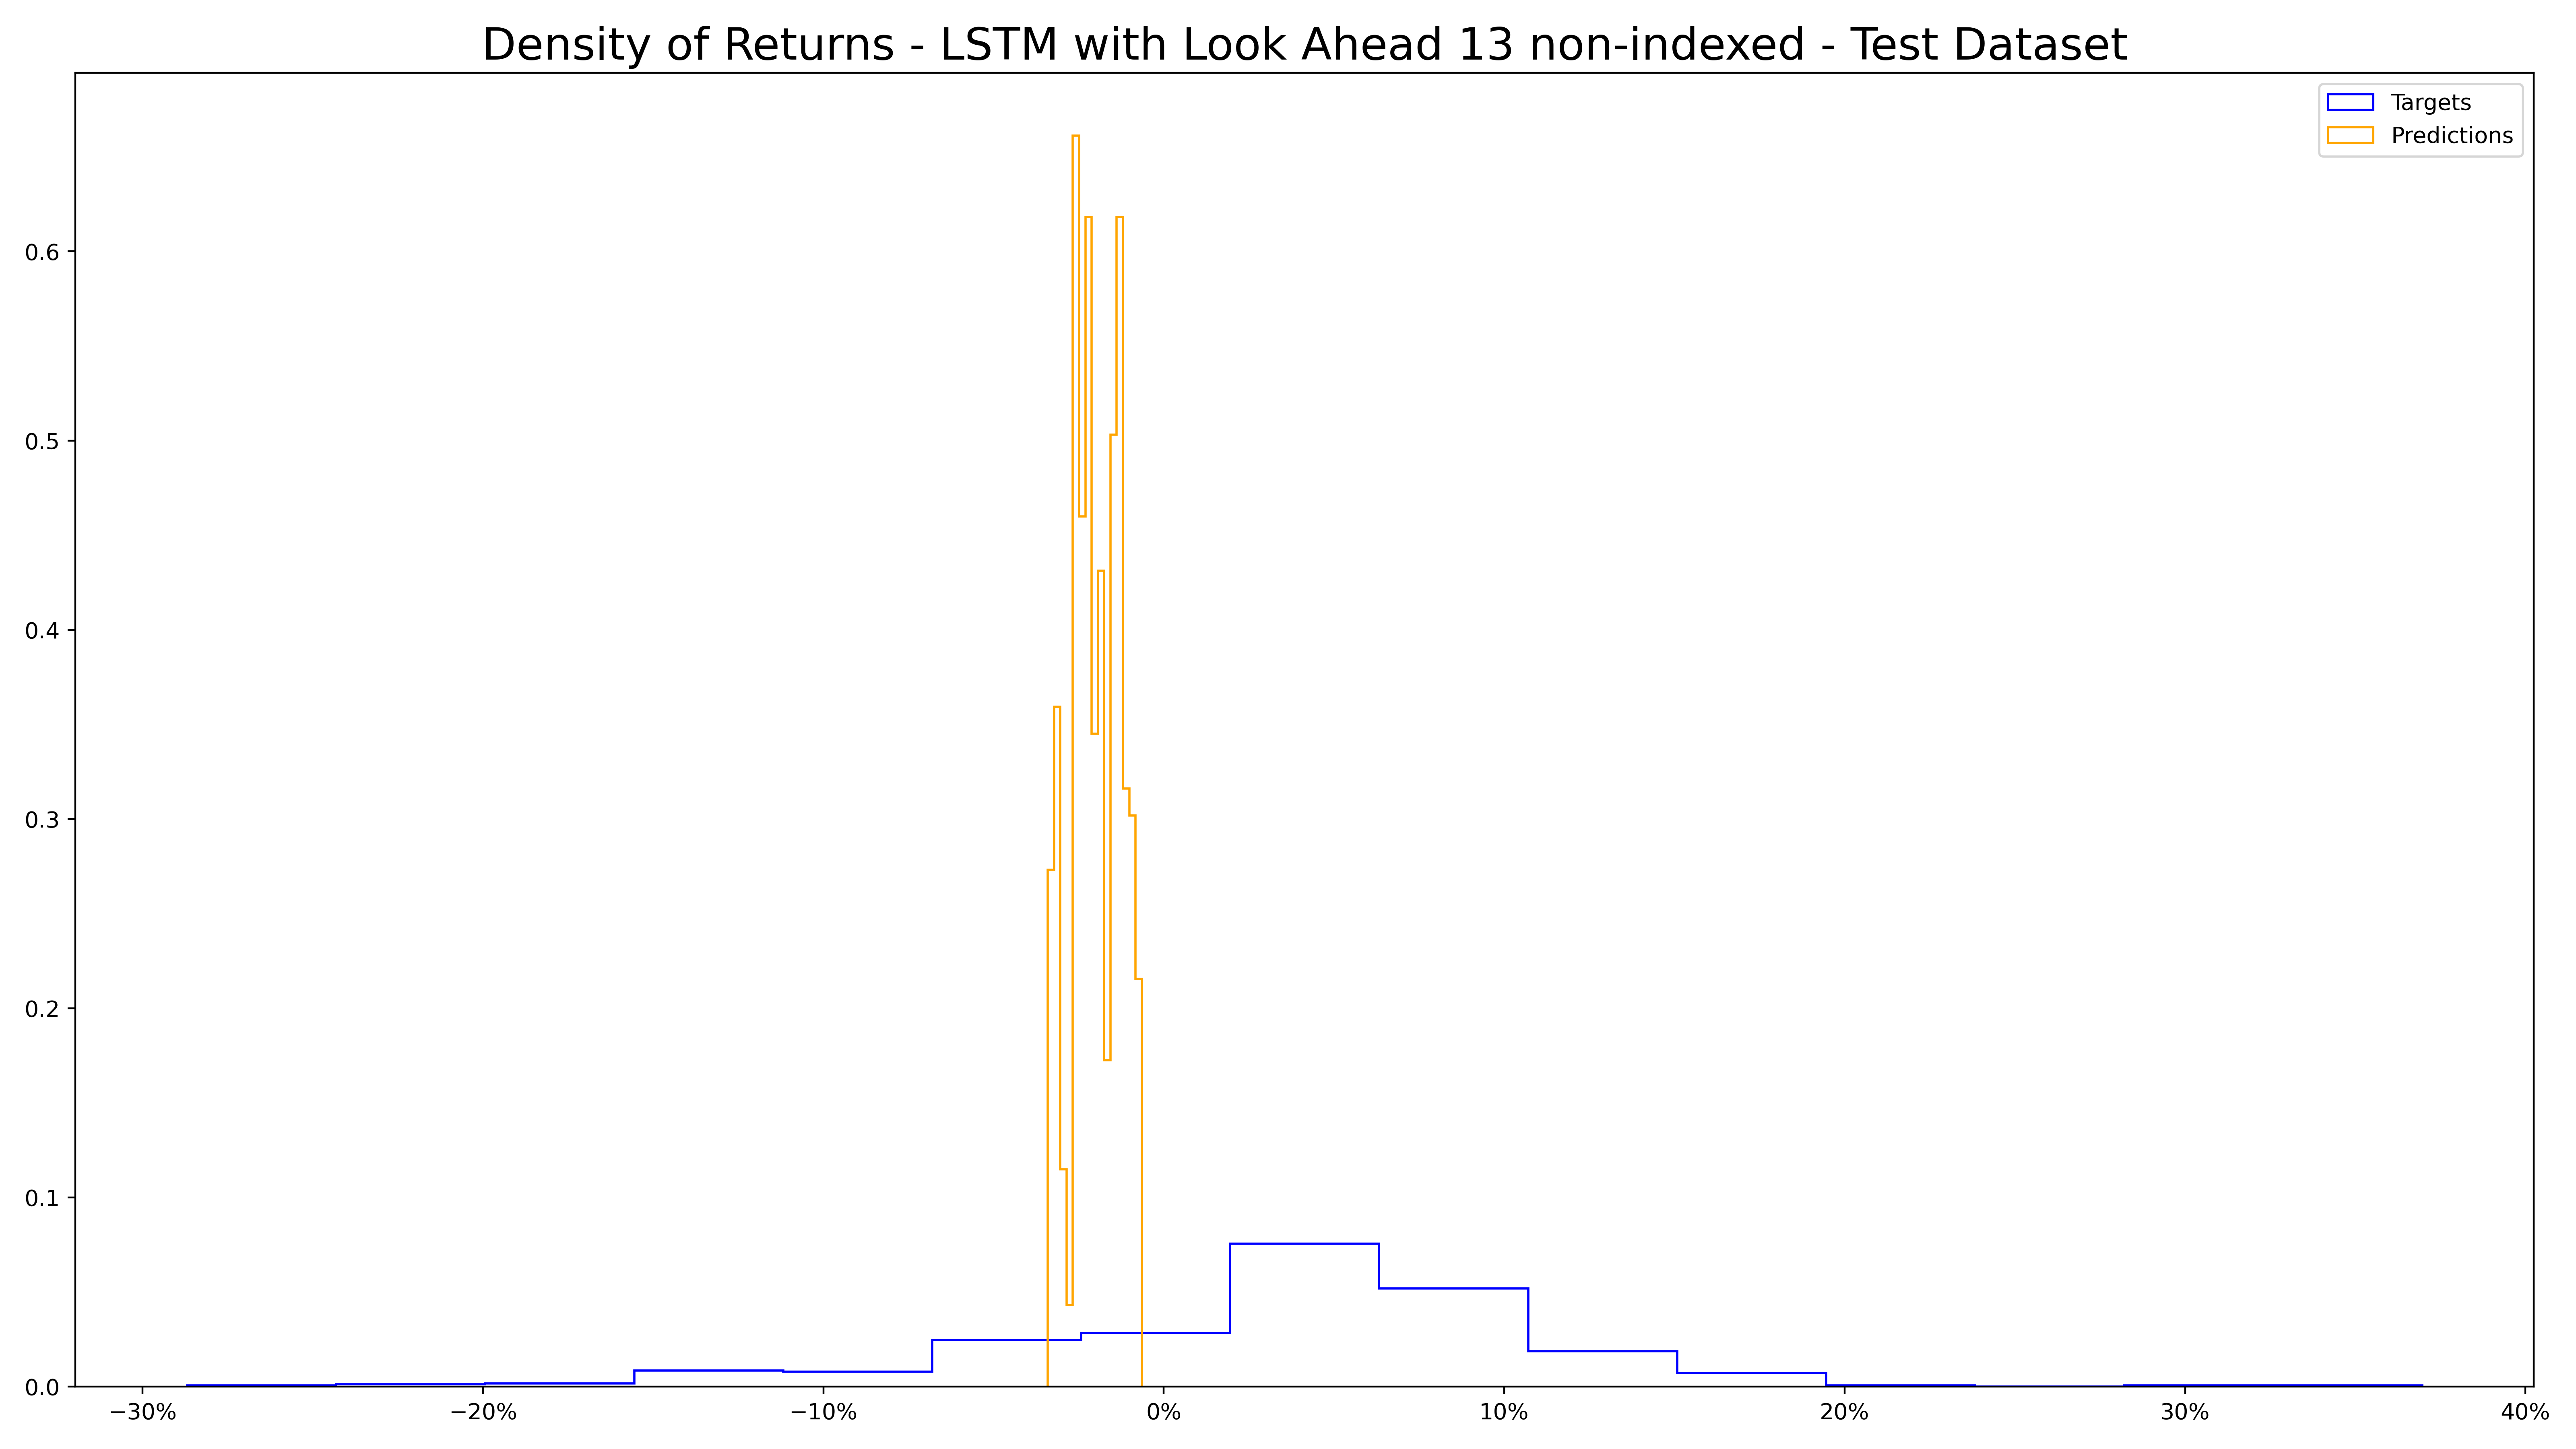 Density of Returns - LSTM with Look Ahead 13 non-indexed - Test Dataset
Targets
Predictions
0.6
0.5
0.4
0.3
0.2
0.1
0.0
−30% −20% −10% 0% 10% 20% 30% 40%